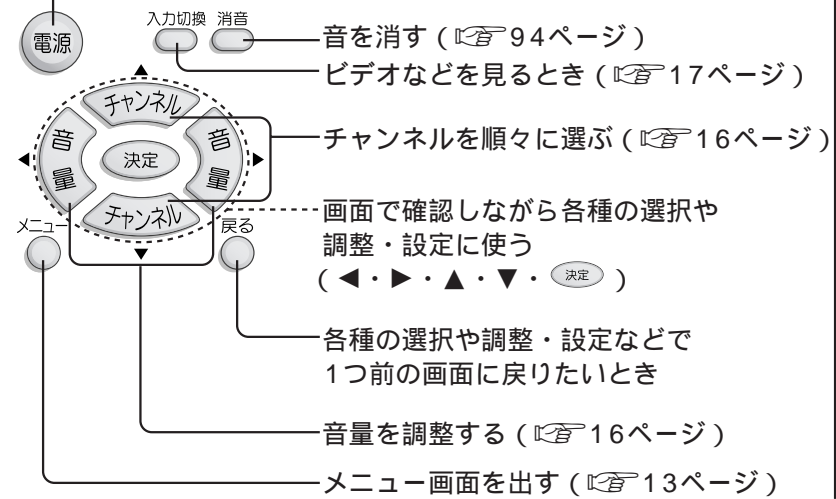 入力切換 消音
電源
音を消す(☞94ページ)
ビデオなどを見るとき(☞17ページ)
チャンネル
チャンネルを順々に選ぶ(☞16ページ)
音量
決定
音量
チャンネル
画面で確認しながら各種の選択や
調整・設定に使う
(◀・▶・▲・▼・決定)
メニュー
戻る
各種の選択や調整・設定などで
1つ前の画面に戻りたいとき
音量を調整する(☞16ページ)
メニュー画面を出す(☞13ページ)